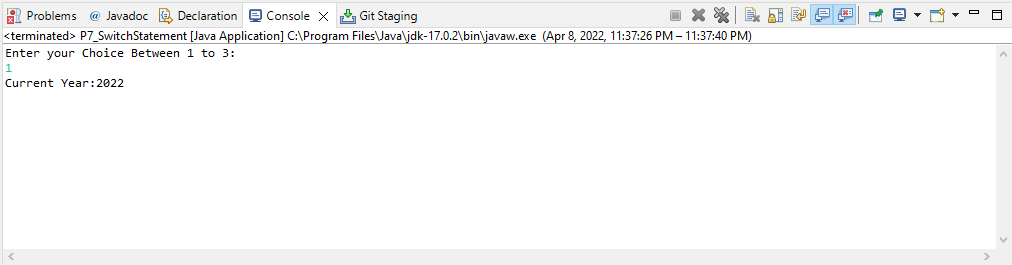 Problems @ Javadoc Declaration Console Git Staging
<terminated> P7_SwitchStatement [Java Application] C:\Program Files\Java\jdk-17.0.2\bin\javaw.exe (Apr 8, 2022, 11:37:26 PM – 11:37:40 PM)
Enter your Choice Between 1 to 3:
1
Current Year:2022